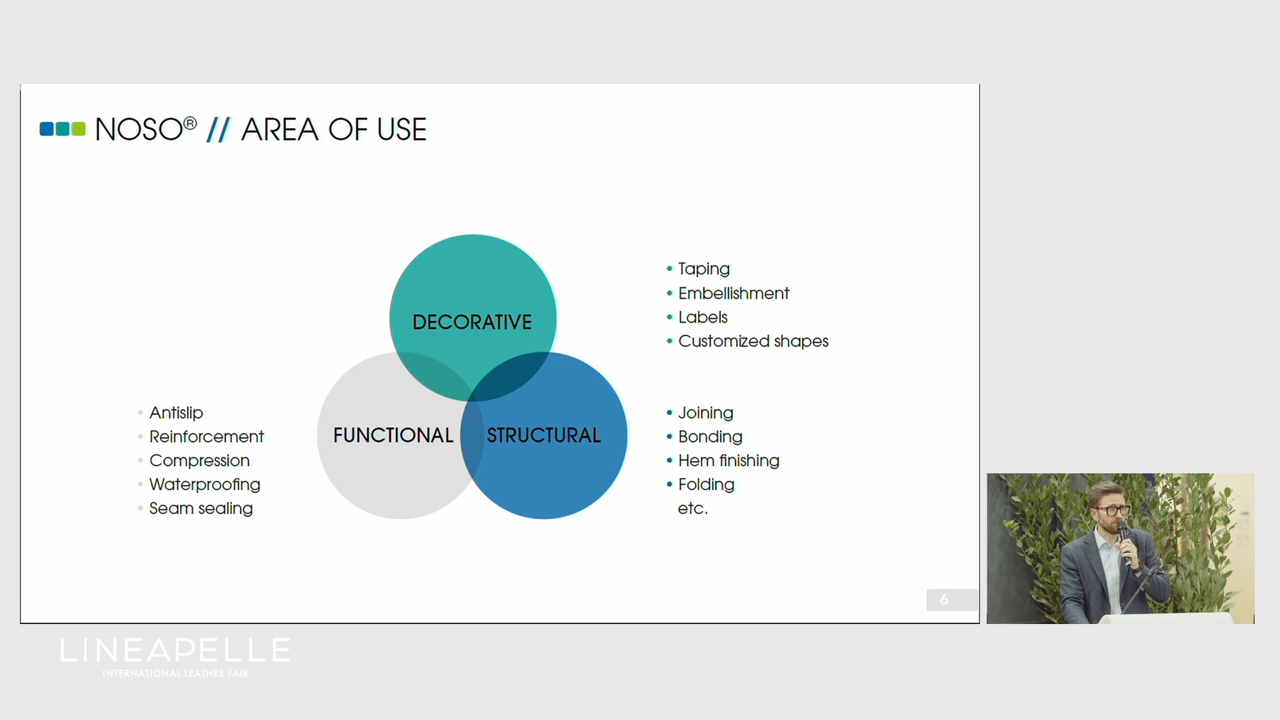 NOSO® // AREA OF USE
DECORATIVE
• Taping
• Embellishment
• Labels
• Customized shapes
FUNCTIONAL
• Antislip
• Reinforcement
• Compression
• Waterproofing
• Seam sealing
STRUCTURAL
• Joining
• Bonding
• Hem finishing
• Folding
etc.
6
LINEAPELLE
INTERNATIONAL LEATHER FAIR